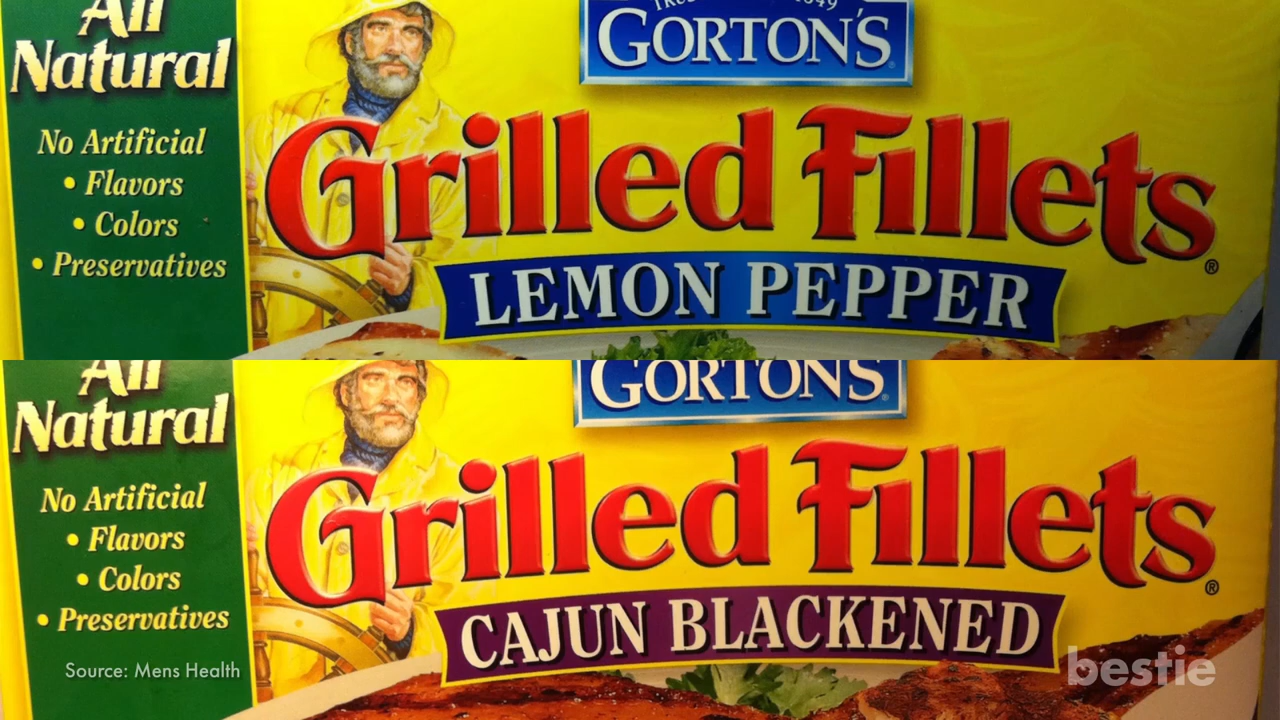 All
Natural
No Artificial
• Flavors
• Colors
• Preservatives
1849
GORTON'S
Grilled Fillets®
LEMON PEPPER
All
Natural
No Artificial
• Flavors
• Colors
• Preservatives
GORTON'S
Grilled Fillets®
CAJUN BLACKENED
Source: Mens Health
bestie